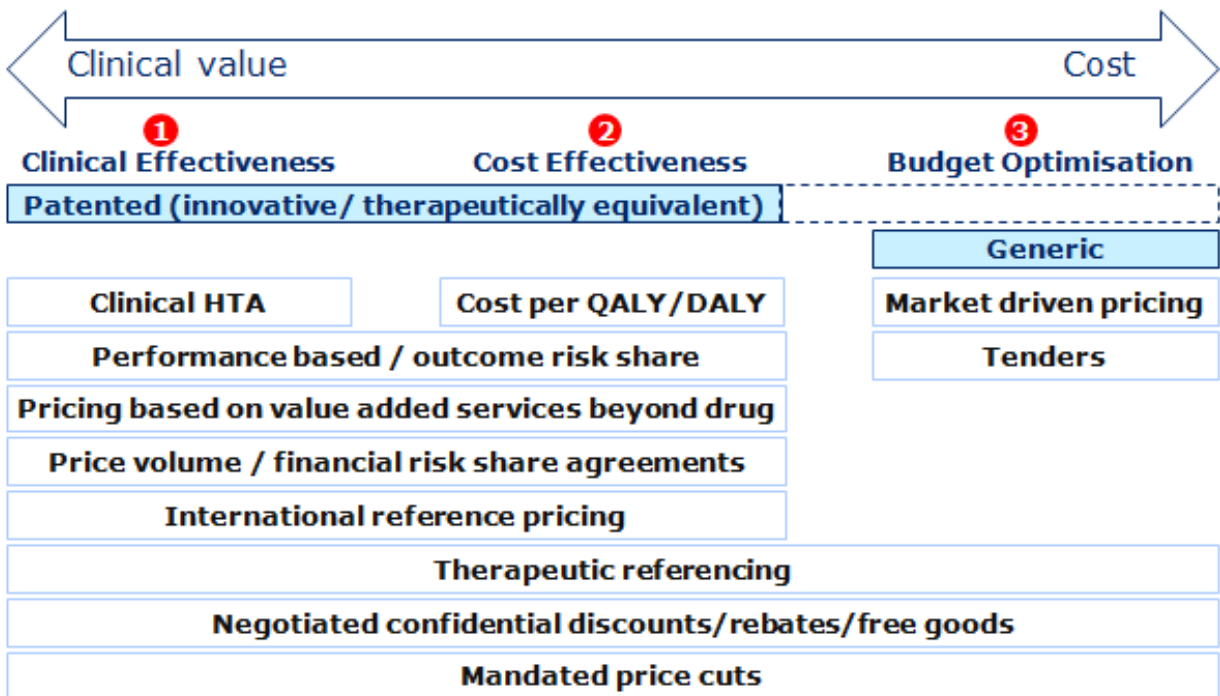 Clinical value
Cost
1
2
3
Clinical Effectiveness
Cost Effectiveness
Budget Optimisation
Patented (innovative/ therapeutically equivalent)
Generic
Clinical HTA
Cost per QALY/DALY
Market driven pricing
Performance based / outcome risk share
Tenders
Pricing based on value added services beyond drug
Price volume / financial risk share agreements
International reference pricing
Therapeutic referencing
Negotiated confidential discounts/rebates/free goods
Mandated price cuts